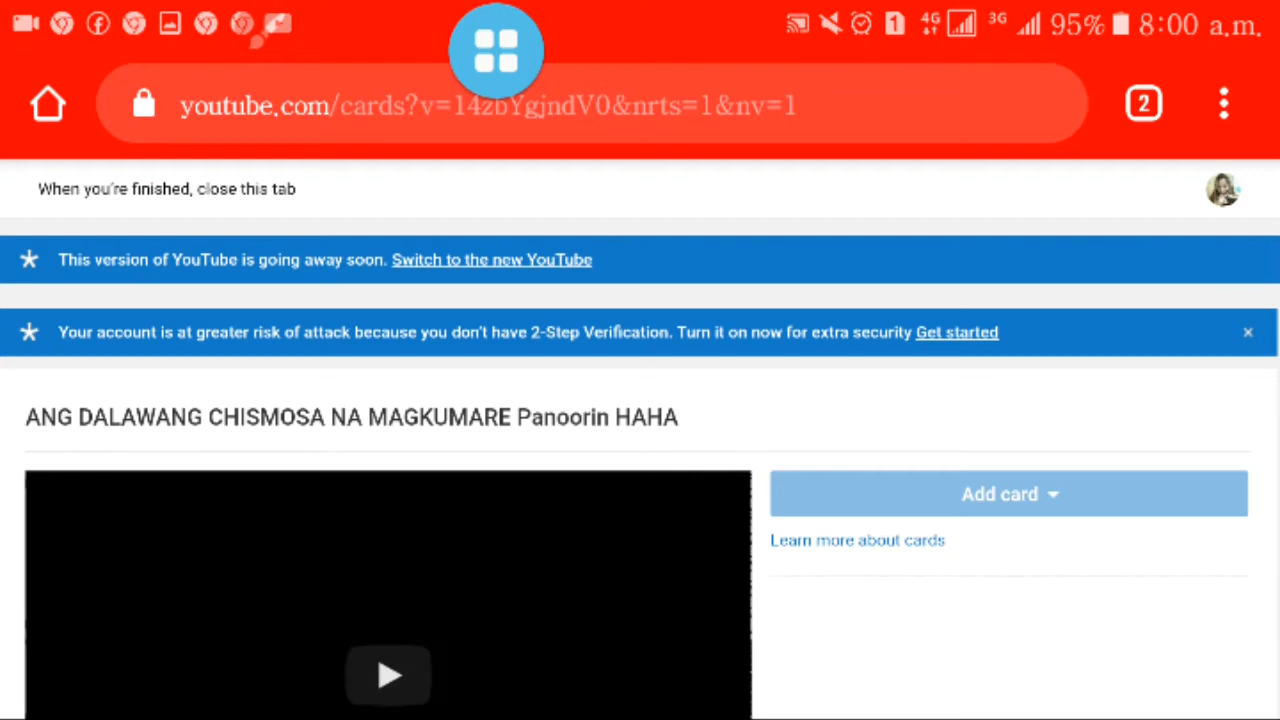 1 4G 3G 95% 8:00 a.m.
youtube.com/cards?v=14zbYgjndV0&nrts=1&nv=1
2
When you're finished, close this tab
This version of YouTube is going away soon. Switch to the new YouTube
Your account is at greater risk of attack because you don't have 2-Step Verification. Turn it on now for extra security Get started
ANG DALAWANG CHISMOSA NA MAGKUMARE Panoorin HAHA
Add card
Learn more about cards